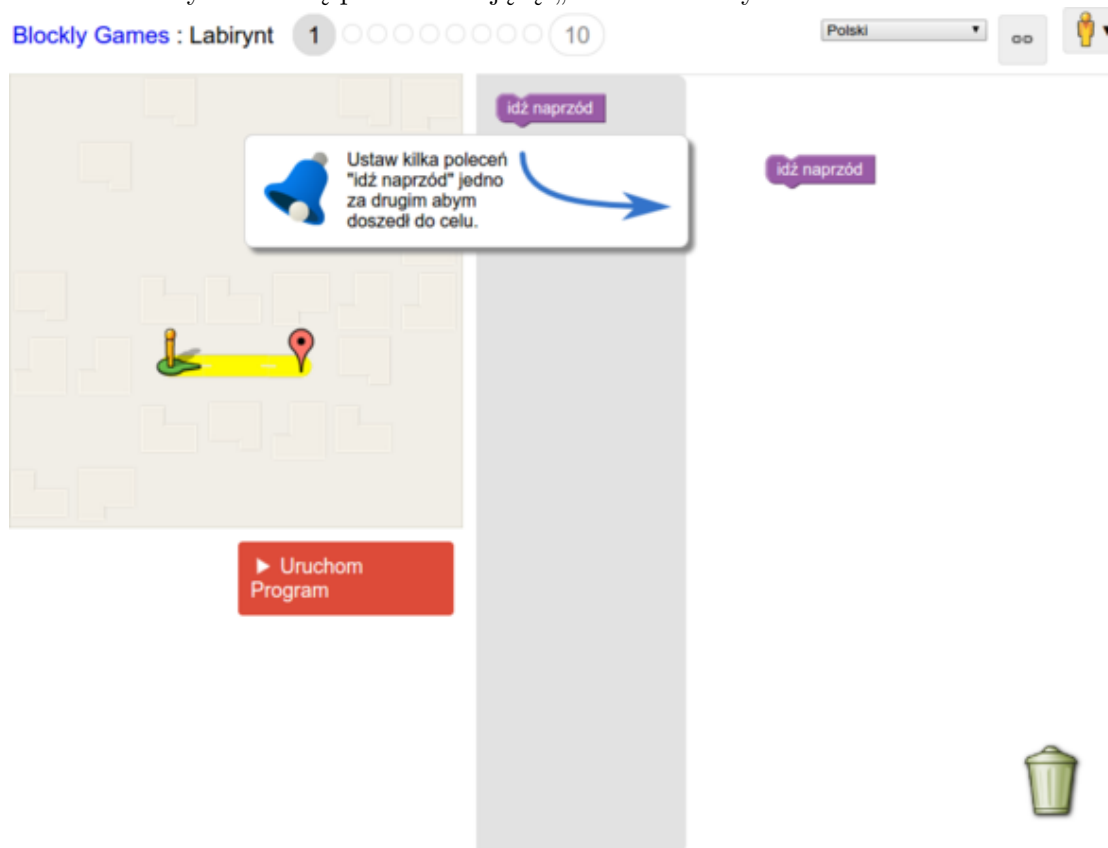 Blockly Games : Labirynt 1 10 Polski
idź naprzód
Ustaw kilka poleceń
"idź naprzód" jedno
za drugim abym
doszedł do celu.
idź naprzód
Uruchom
Program